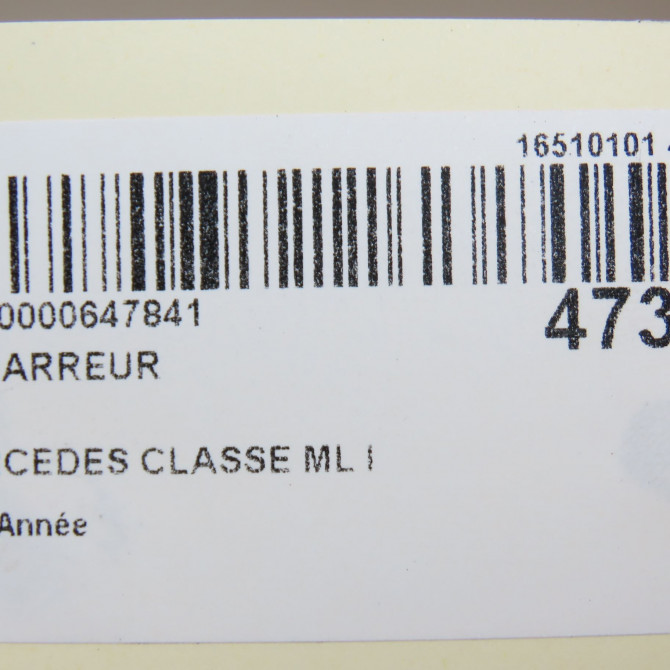 16510101
0000647841
473
ARREUR
CEDES CLASSE ML I
Année